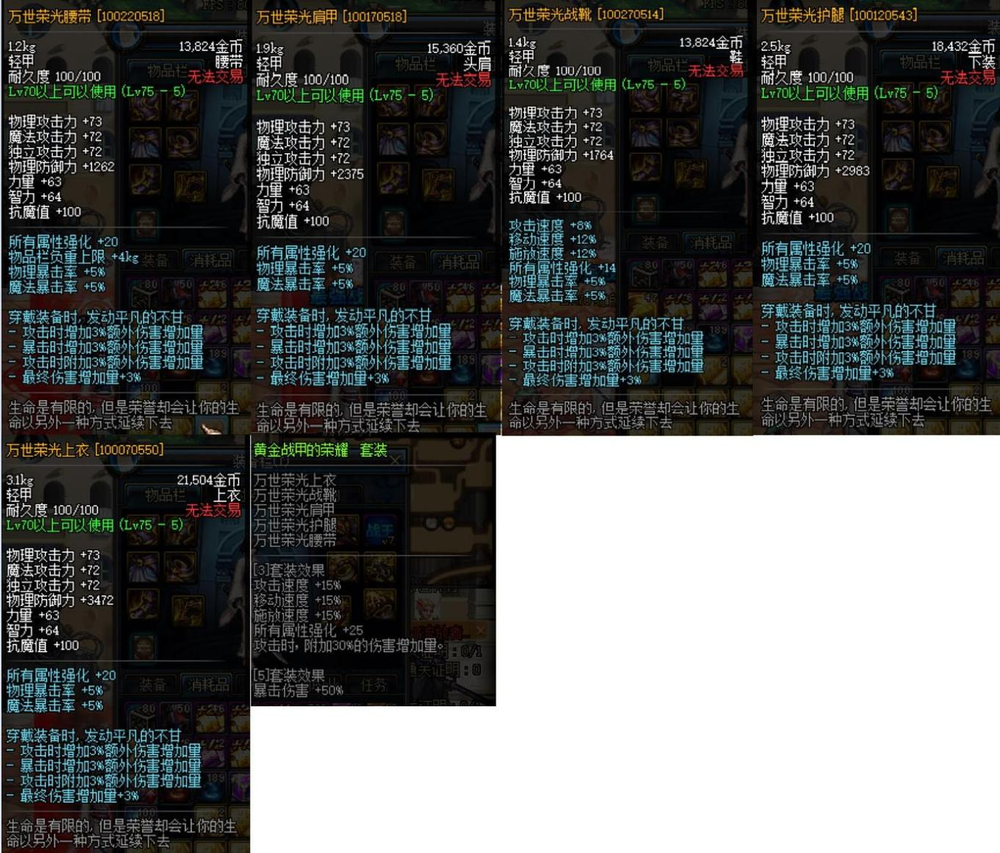 万世荣光腰带 [100220518]
1.2kg 13,824金币
轻甲 腰带
耐久度 100/100 无法交易
Lv70以上可以使用 (Lv75 - 5)
物理攻击力 +73
魔法攻击力 +72
独立攻击力 +72
物理防御力 +1262
力量 +63
智力 +64
抗魔值 +100
所有属性强化 +20
物品栏负重上限 +4kg
物理暴击率 +5%
魔法暴击率 +5%
穿戴装备时, 发动平凡的不甘
- 攻击时增加3%额外伤害增加量
- 暴击时增加3%额外伤害增加量
- 攻击时附加3%额外伤害增加量
- 最终伤害增加量+3%
生命是有限的, 但是荣誉却会让你的生
命以另外一种方式延续下去
万世荣光肩甲 [100170518]
1.9kg 15,360金币
轻甲 头肩
耐久度 100/100 无法交易
Lv70以上可以使用 (Lv75 - 5)
物理攻击力 +73
魔法攻击力 +72
独立攻击力 +72
物理防御力 +2375
力量 +63
智力 +64
抗魔值 +100
所有属性强化 +20
物理暴击率 +5%
魔法暴击率 +5%
穿戴装备时, 发动平凡的不甘
- 攻击时增加3%额外伤害增加量
- 暴击时增加3%额外伤害增加量
- 攻击时附加3%额外伤害增加量
- 最终伤害增加量+3%
生命是有限的, 但是荣誉却会让你的生
命以另外一种方式延续下去
万世荣光战靴 [100270514]
1.4kg 13,824金币
轻甲 鞋
耐久度 100/100 无法交易
Lv70以上可以使用 (Lv75 - 5)
物理攻击力 +73
魔法攻击力 +72
独立攻击力 +72
物理防御力 +1764
力量 +63
智力 +64
抗魔值 +100
攻击速度 +8%
移动速度 +12%
施放速度 +12%
所有属性强化 +14
物理暴击率 +5%
魔法暴击率 +5%
穿戴装备时, 发动平凡的不甘
- 攻击时增加3%额外伤害增加量
- 暴击时增加3%额外伤害增加量
- 攻击时附加3%额外伤害增加量
- 最终伤害增加量+3%
生命是有限的, 但是荣誉却会让你的生
命以另外一种方式延续下去
万世荣光护腿 [100120543]
2.5kg 18,432金币
轻甲 下装
耐久度 100/100 无法交易
Lv70以上可以使用 (Lv75 - 5)
物理攻击力 +73
魔法攻击力 +72
独立攻击力 +72
物理防御力 +2983
力量 +63
智力 +64
抗魔值 +100
所有属性强化 +20
物理暴击率 +5%
魔法暴击率 +5%
穿戴装备时, 发动平凡的不甘
- 攻击时增加3%额外伤害增加量
- 暴击时增加3%额外伤害增加量
- 攻击时附加3%额外伤害增加量
- 最终伤害增加量+3%
生命是有限的, 但是荣誉却会让你的生
命以另外一种方式延续下去
万世荣光上衣 [100070550]
3.1kg 21,504金币
轻甲 上衣
耐久度 100/100 无法交易
Lv70以上可以使用 (Lv75 - 5)
物理攻击力 +73
魔法攻击力 +72
独立攻击力 +72
物理防御力 +3472
力量 +63
智力 +64
抗魔值 +100
所有属性强化 +20
物理暴击率 +5%
魔法暴击率 +5%
穿戴装备时, 发动平凡的不甘
- 攻击时增加3%额外伤害增加量
- 暴击时增加3%额外伤害增加量
- 攻击时附加3%额外伤害增加量
- 最终伤害增加量+3%
生命是有限的, 但是荣誉却会让你的生
命以另外一种方式延续下去
黄金战甲的荣耀 套装
万世荣光上衣
万世荣光战靴
万世荣光肩甲
万世荣光护腿
万世荣光腰带
[3]套装效果
攻击速度 +15%
移动速度 +15%
施放速度 +15%
所有属性强化 +25
攻击时, 附加30%的伤害增加量。
[5]套装效果
暴击伤害 +50%